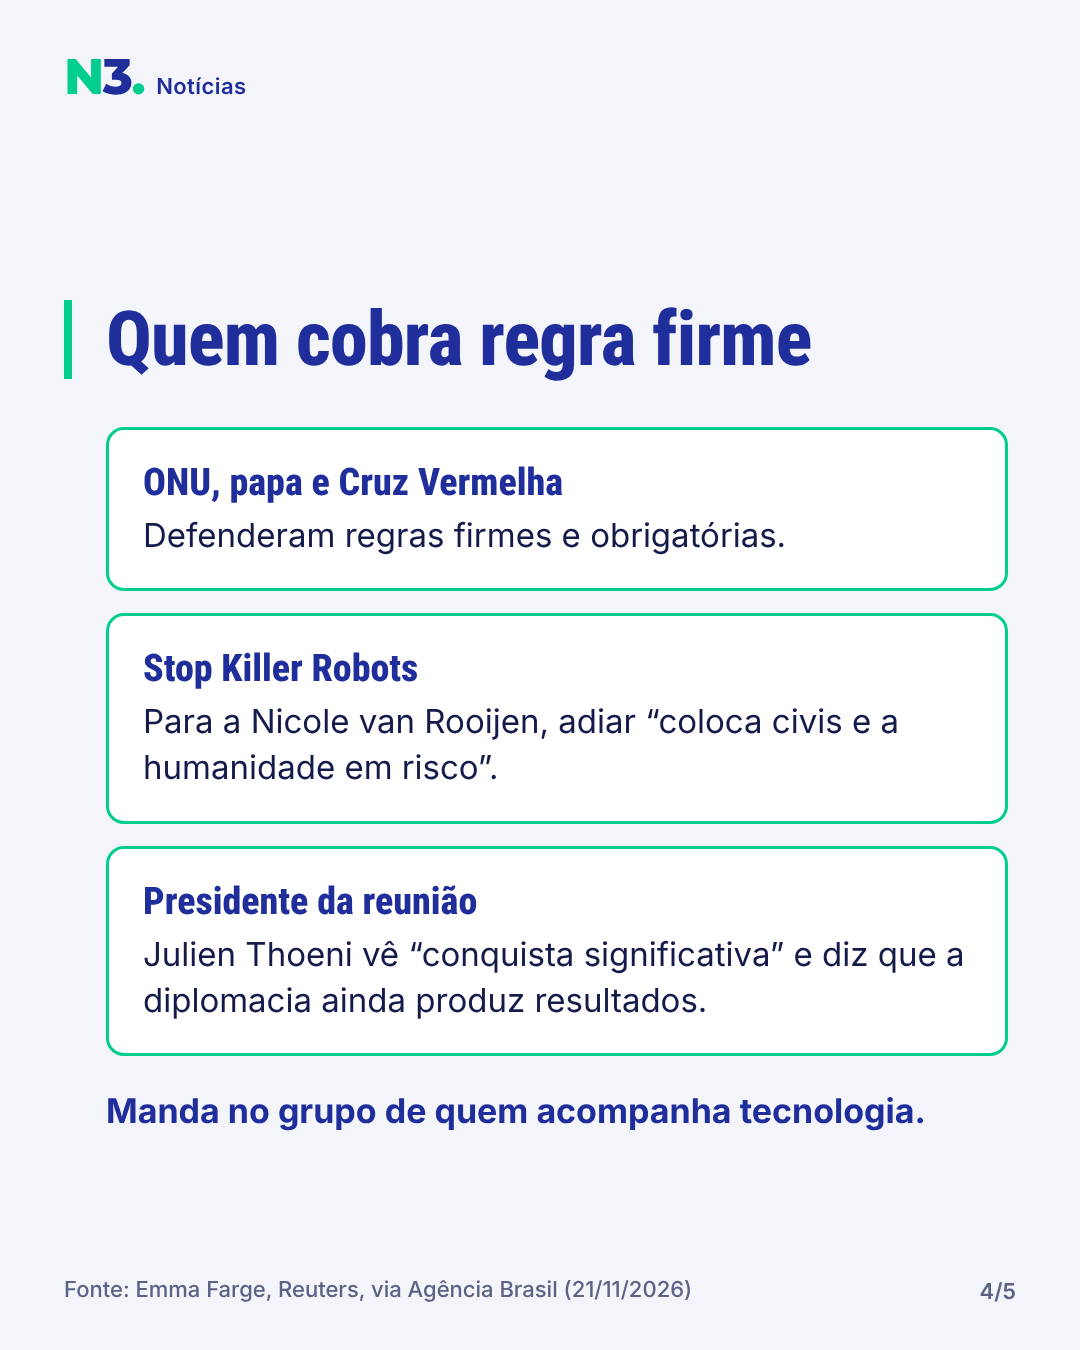 N3. Notícias
Quem cobra regra firme
ONU, papa e Cruz Vermelha
Defenderam regras firmes e obrigatórias.
Stop Killer Robots
Para a Nicole van Rooijen, adiar “coloca civis e a
humanidade em risco”.
Presidente da reunião
Julien Thoeni vê “conquista significativa” e diz que a
diplomacia ainda produz resultados.
Manda no grupo de quem acompanha tecnologia.
Fonte: Emma Farge, Reuters, via Agência Brasil (21/11/2026)
4/5